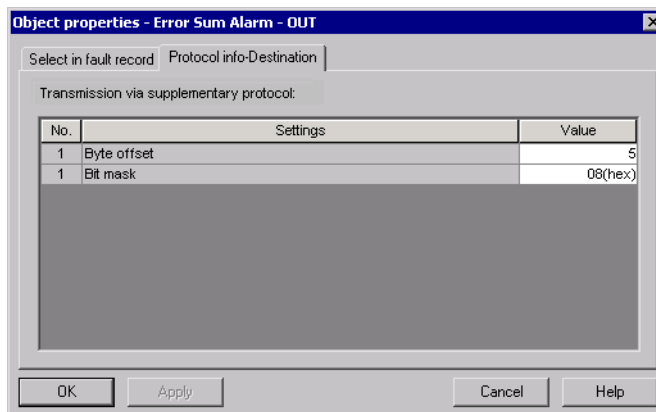 Object properties - Error Sum Alarm - OUT
Select in fault record Protocol info-Destination
Transmission via supplementary protocol:
No. Settings Value
1 Byte offset 5
1 Bit mask 08(hex)
OK Apply Cancel Help